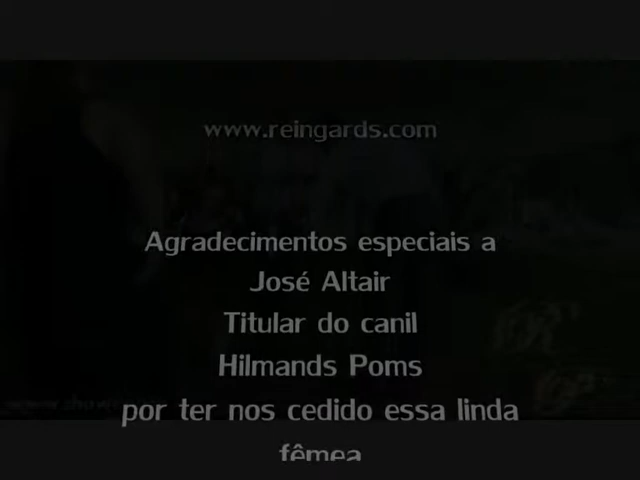 www.reingards.com
Agradecimentos especiais a
José Altair
Titular do canil
Hilmands Poms
por ter nos cedido essa linda
fêmea